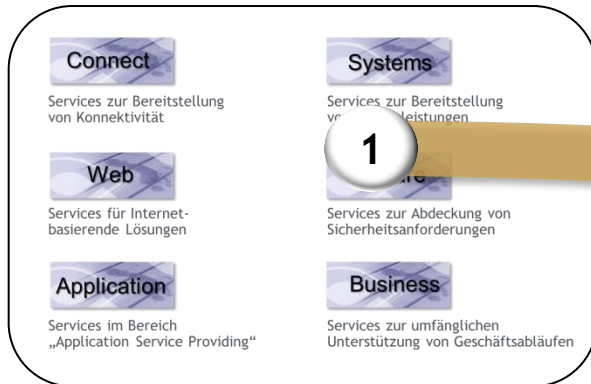 Connect
Services zur Bereitstellung
von Konnektivität
Systems
Services zur Bereitstellung
1
Web
Services für Internet-
basierende Lösungen
Services zur Abdeckung von
Sicherheitsanforderungen
Application
Services im Bereich
„Application Service Providing“
Business
Services zur umfänglichen
Unterstützung von Geschäftsabläufen